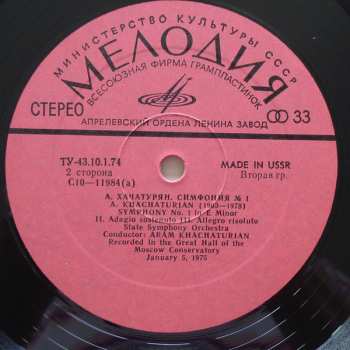 МИНИСТЕРСТВО КУЛЬТУРЫ СССР
МЕЛОДИЯ
ВСЕСОЮЗНАЯ ФИРМА ГРАМПЛАСТИНОК
СТЕРЕО
33
АПРЕЛЕВСКИЙ ОРДЕНА ЛЕНИНА ЗАВОД
ТУ-43.10.1.74
MADE IN USSR
2 сторона
Вторая гр.
С10—11984(а)
А. ХАЧАТУРЯН. СИМФОНИЯ № 1
A. KHACHATURIAN (1903—1978)
SYMPHONY No. 1 in E Minor
II. Adagio sostenuto III. Allegro risoluto
State Symphony Orchestra
Conductor: ARAM KHACHATURIAN
Recorded in the Great Hall of the
Moscow Conservatory
January 5, 1975